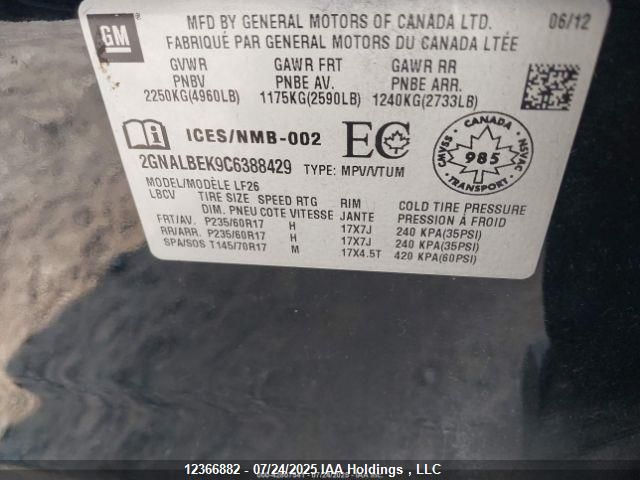 GM
MFD BY GENERAL MOTORS OF CANADA LTD. 06/12
FABRIQUÉ PAR GENERAL MOTORS DU CANADA LTÉE
GVWR GAWR FRT GAWR RR
PNBV PNBE AV. PNBE ARR.
2250KG(4960LB) 1175KG(2590LB) 1240KG(2733LB)
ICES/NMB-002 EC
CANADA
CMVSS 985 NSVAC
TRANSPORT
2GNALBEK9C6388429 TYPE: MPV/VTUM
MODEL/MODÈLE LF26
LBCV TIRE SIZE SPEED RTG RIM COLD TIRE PRESSURE
DIM. PNEU COTE VITESSE JANTE PRESSION À FROID
FRT/AV. P235/60R17 H 17X7J 240 KPA(35PSI)
RR/ARR. P235/60R17 H 17X7J 240 KPA(35PSI)
SPA/SOS T145/70R17 M 17X4.5T 420 KPA(60PSI)
12366882 - 07/24/2025 IAA Holdings , LLC